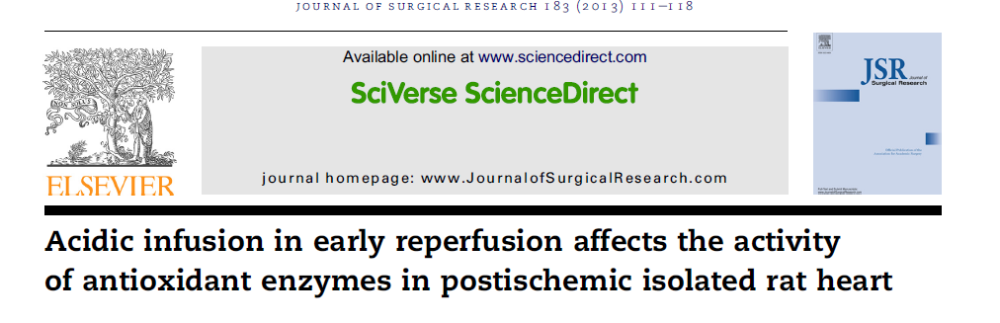 JOURNAL OF SURGICAL RESEARCH 183 (2013) 111–118
Available online at www.sciencedirect.com
SciVerse ScienceDirect
journal homepage: www.JournalofSurgicalResearch.com
ELSEVIER
JSR
Journal of
Surgical Research
Acidic infusion in early reperfusion affects the activity
of antioxidant enzymes in postischemic isolated rat heart